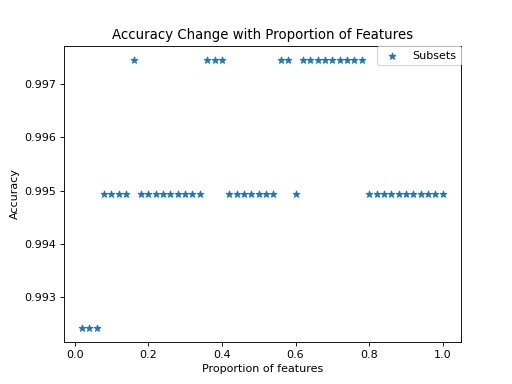 Accuracy Change with Proportion of Features
Subsets
0.997
0.996
0.995
0.994
0.993
Accuracy
0.0 0.2 0.4 0.6 0.8 1.0
Proportion of features